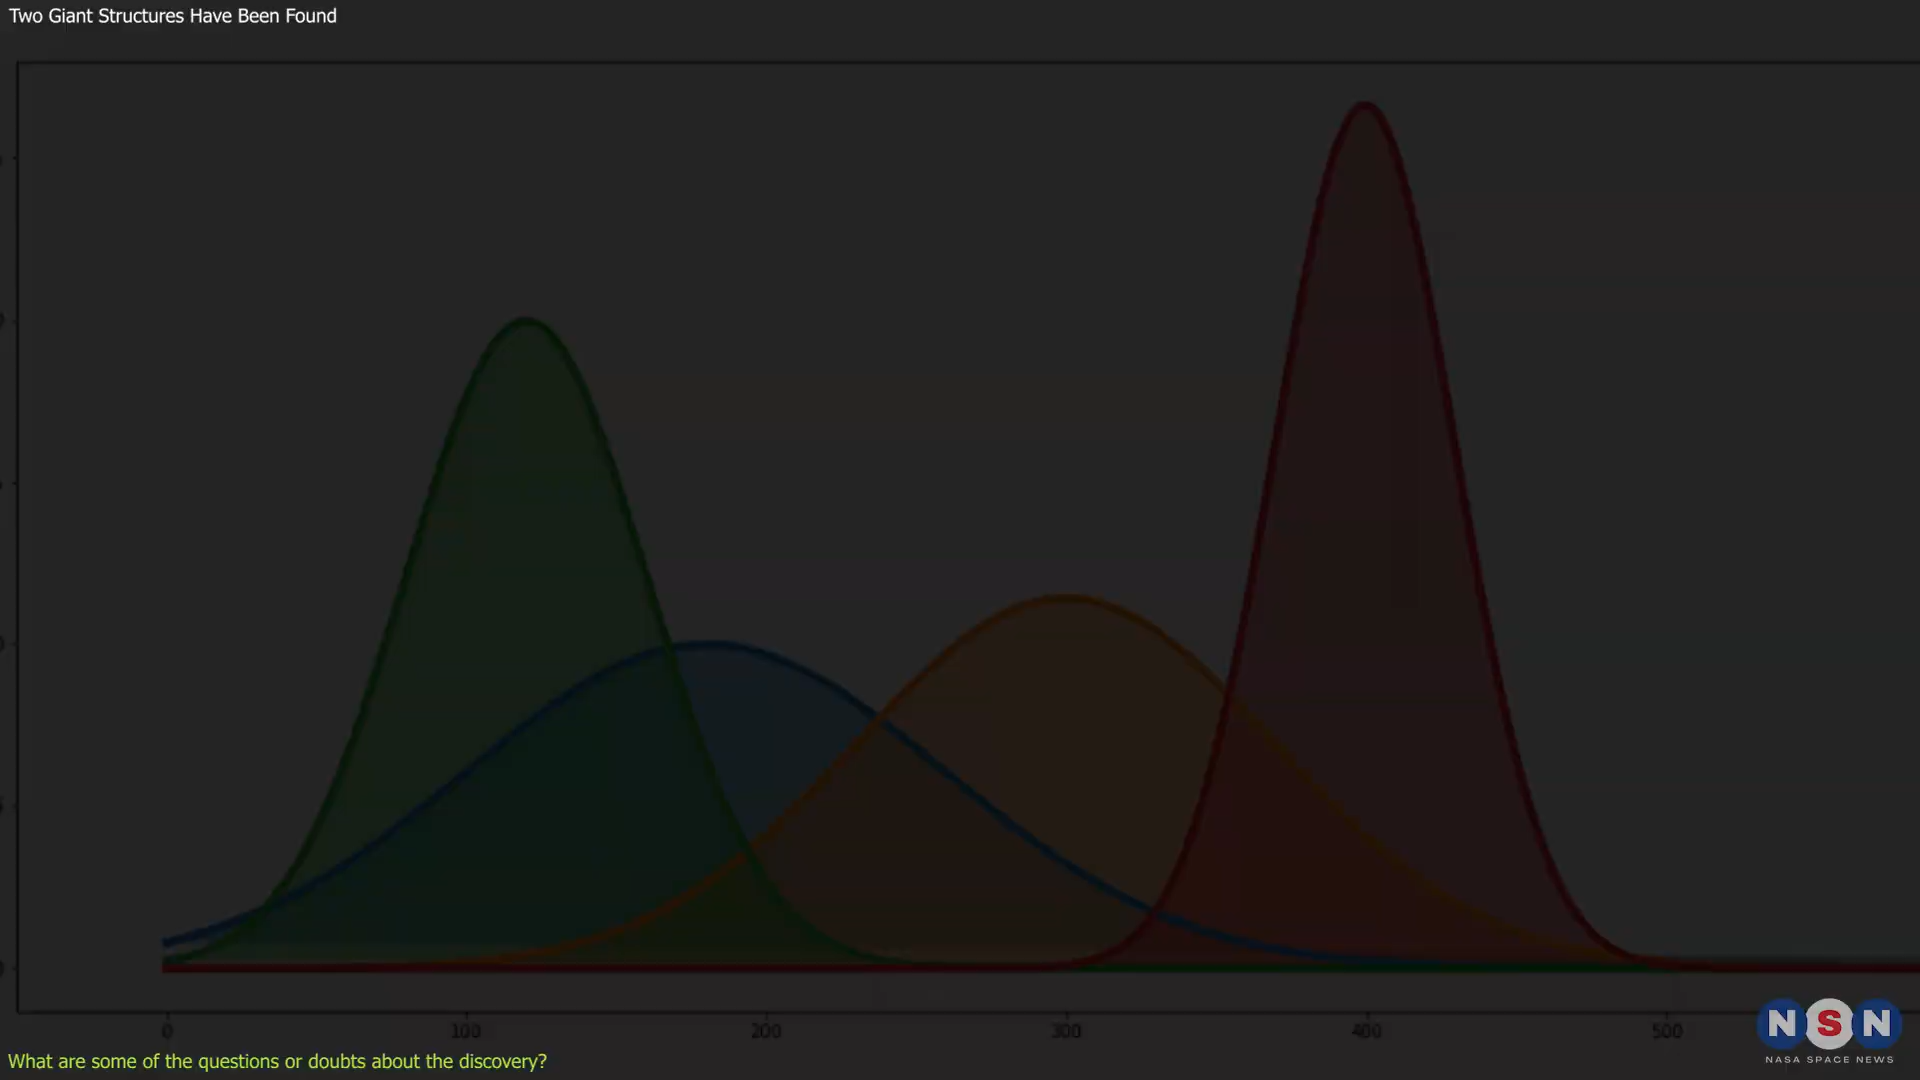 Two Giant Structures Have Been Found
0 100 200 300 400 500
What are some of the questions or doubts about the discovery?
NSN
NASA SPACE NEWS